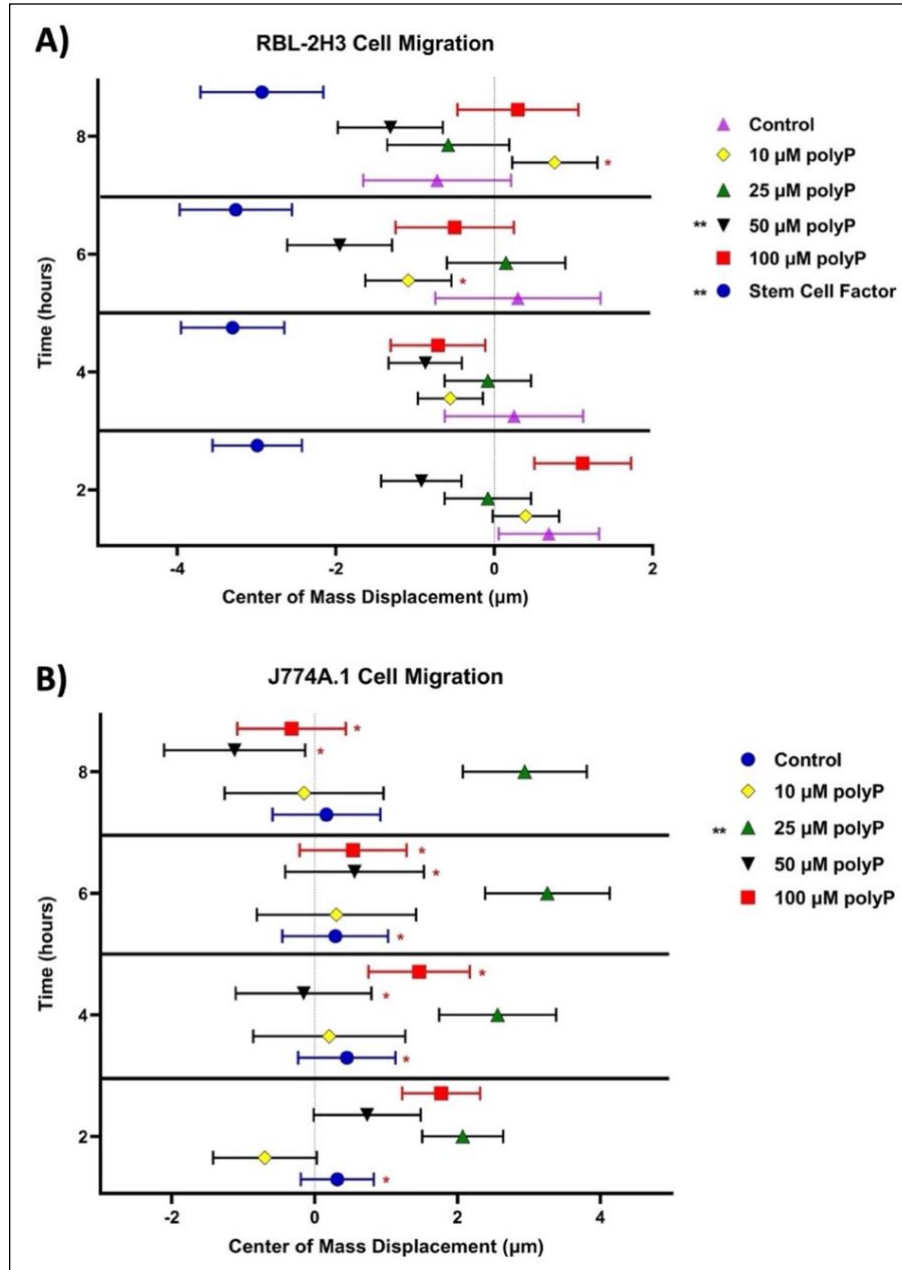 A)
RBL-2H3 Cell Migration
Time (hours)
8
*
6
*
4
2
-4 -2 0 2
Center of Mass Displacement (µm)
Control
10 µM polyP
25 µM polyP
** 50 µM polyP
100 µM polyP
** Stem Cell Factor
B)
J774A.1 Cell Migration
Time (hours)
*
*
8
*
*
6
*
*
*
4
*
2
*
-2 0 2 4
Center of Mass Displacement (µm)
Control
10 µM polyP
** 25 µM polyP
50 µM polyP
100 µM polyP